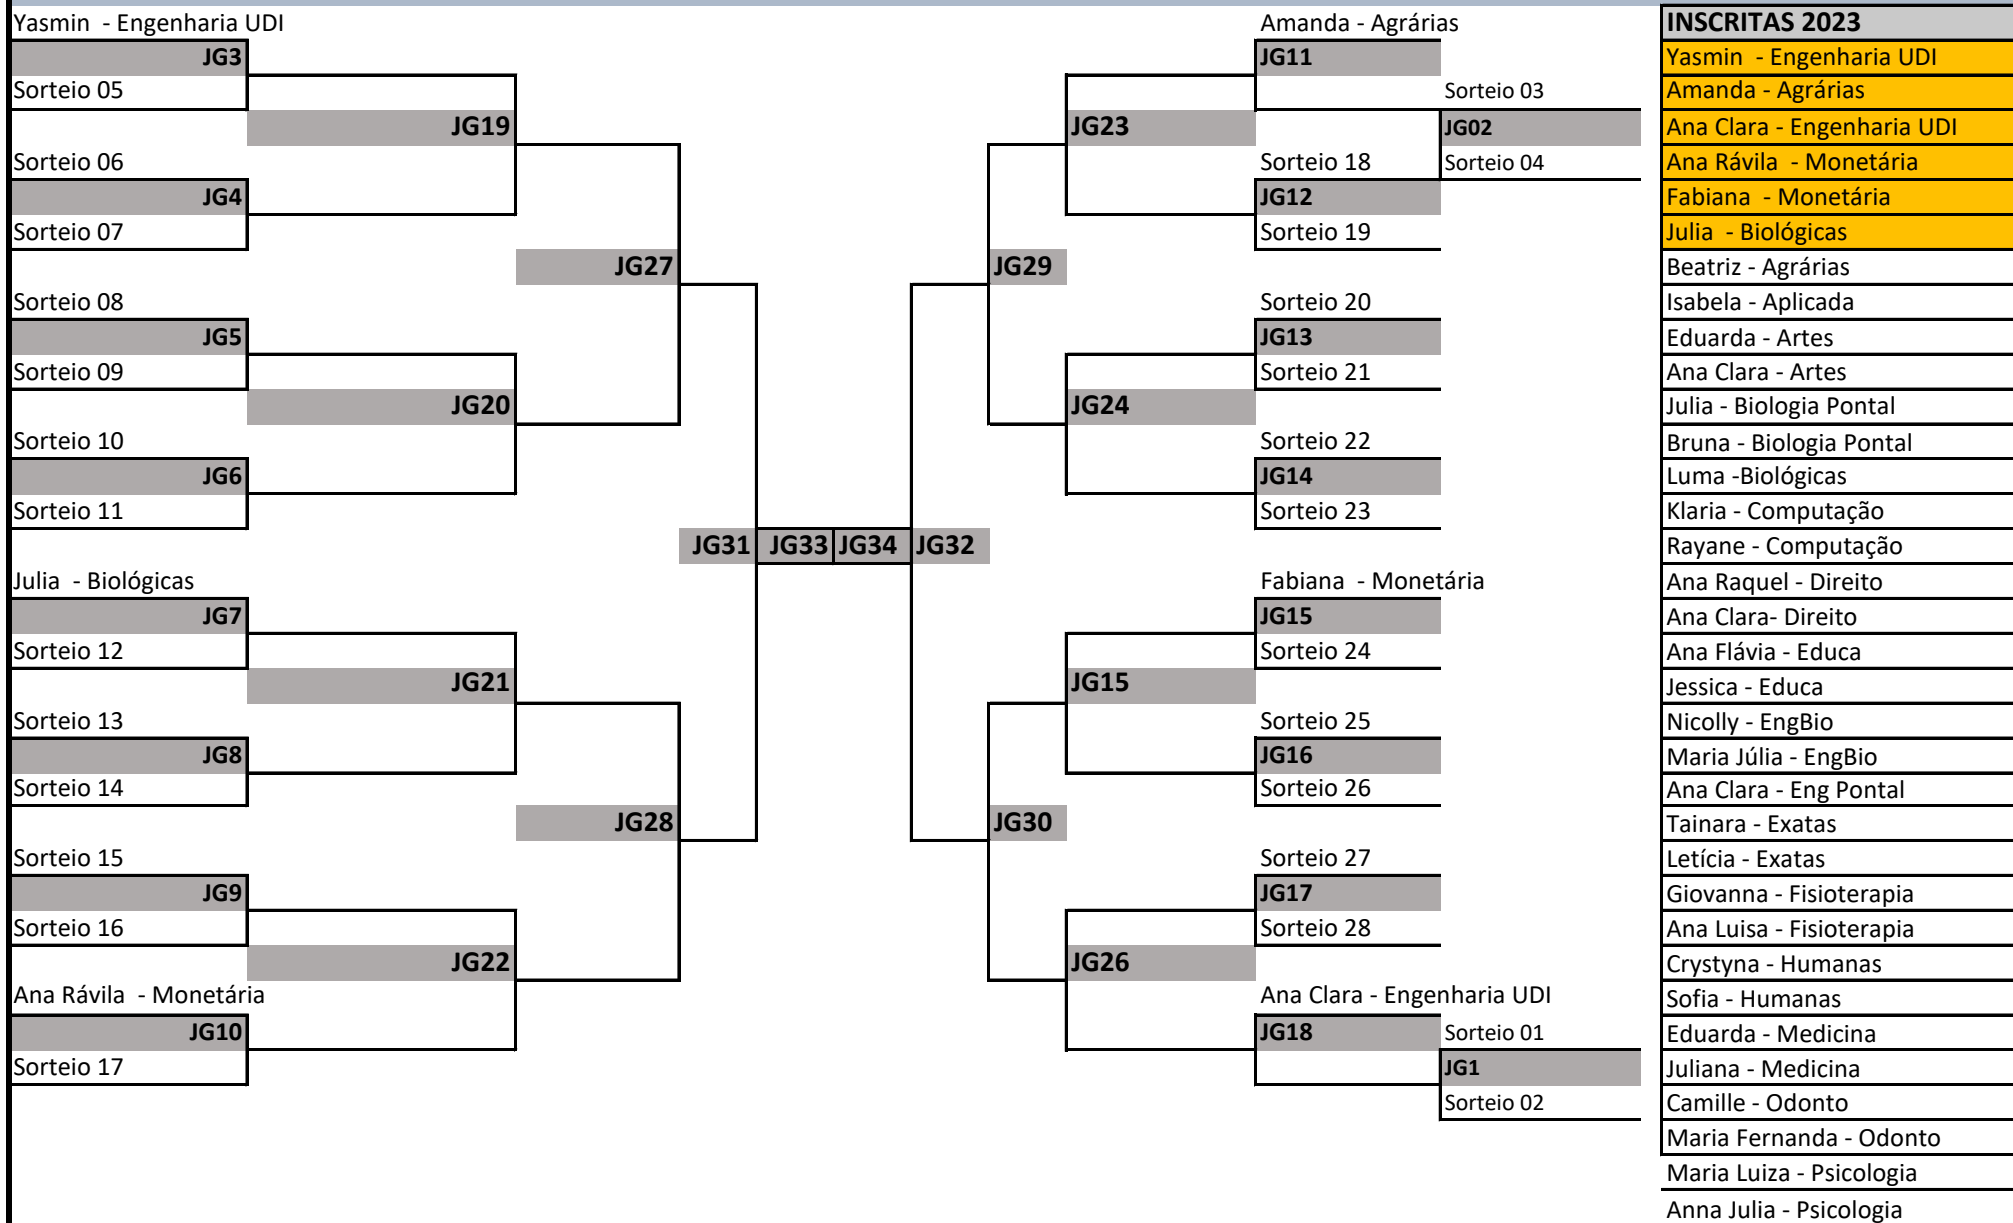 Yasmin  - Engenharia UDI
JG3
Sorteio 05
JG19
Sorteio 06
JG4
Sorteio 07
JG27
Sorteio 08
JG5
Sorteio 09
JG20
Sorteio 10
JG6
Sorteio 11
JG31
JG33
JG34
JG32
Julia  - Biológicas
JG7
Sorteio 12
JG21
Sorteio 13
JG8
Sorteio 14
JG28
Sorteio 15
JG9
Sorteio 16
JG22
Ana Rávila  - Monetária
JG10
Sorteio 17
Amanda - Agrárias
JG11
Sorteio 03
JG23
JG02
Sorteio 18
Sorteio 04
JG12
Sorteio 19
JG29
Sorteio 20
JG13
Sorteio 21
JG24
Sorteio 22
JG14
Sorteio 23
Fabiana  - Monetária
JG15
Sorteio 24
JG15
Sorteio 25
JG16
Sorteio 26
JG30
Sorteio 27
JG17
Sorteio 28
JG26
Ana Clara - Engenharia UDI
JG18
Sorteio 01
JG1
Sorteio 02
INSCRITAS 2023
Yasmin  - Engenharia UDI
Amanda - Agrárias
Ana Clara - Engenharia UDI
Ana Rávila  - Monetária
Fabiana  - Monetária
Julia  - Biológicas
Beatriz - Agrárias
Isabela - Aplicada
Eduarda - Artes
Ana Clara - Artes
Julia - Biologia Pontal
Bruna - Biologia Pontal
Luma -Biológicas
Klaria - Computação
Rayane - Computação
Ana Raquel - Direito
Ana Clara- Direito
Ana Flávia - Educa
Jessica - Educa
Nicolly - EngBio
Maria Júlia - EngBio
Ana Clara - Eng Pontal
Tainara - Exatas
Letícia - Exatas
Giovanna - Fisioterapia
Ana Luisa - Fisioterapia
Crystyna - Humanas
Sofia - Humanas
Eduarda - Medicina
Juliana - Medicina
Camille - Odonto
Maria Fernanda - Odonto
Maria Luiza - Psicologia
Anna Julia - Psicologia